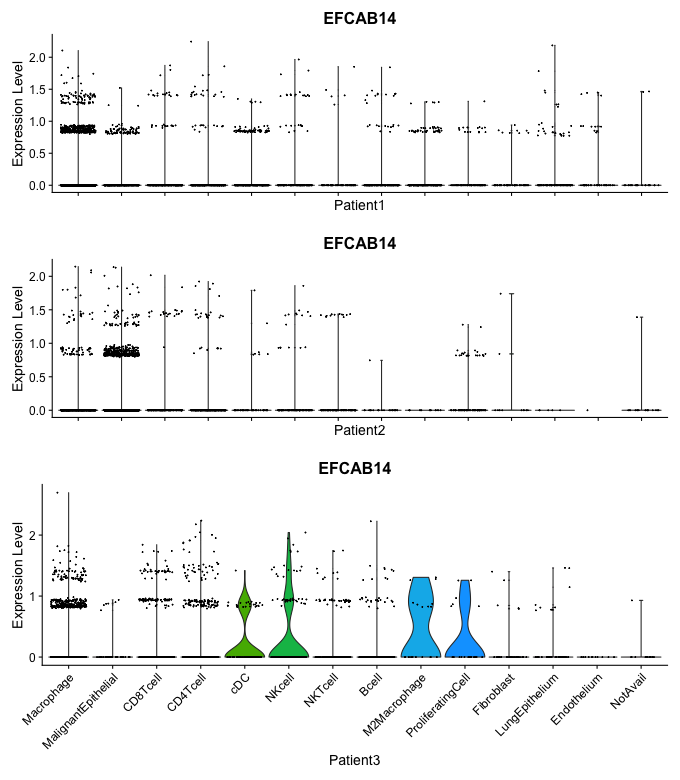 EFCAB14
Expression Level
2.0
1.5
1.0
0.5
0.0
Patient1
EFCAB14
Expression Level
2.0
1.5
1.0
0.5
0.0
Patient2
EFCAB14
Expression Level
2
1
0
Macrophage
MalignantEpithelial
CD8Tcell
CD4Tcell
cDC
NKcell
NKTcell
Bcell
M2Macrophage
ProliferatingCell
Fibroblast
LungEpithelium
Endothelium
NotAvail
Patient3